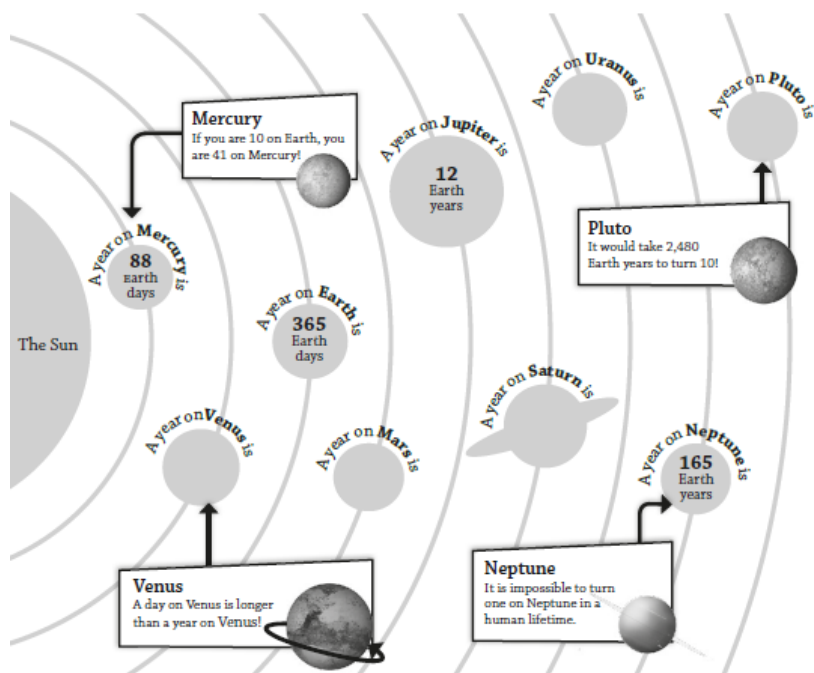 Mercury
If you are 10 on Earth, you
are 41 on Mercury!
A year on Mercury is
88
Earth
days
The Sun
A year on Venus is
Venus
A day on Venus is longer
than a year on Venus!
A year on Earth is
365
Earth
days
A year on Mars is
A year on Jupiter is
12
Earth
years
A year on Saturn is
A year on Uranus is
A year on Neptune is
165
Earth
years
Neptune
It is impossible to turn
one on Neptune in a
human lifetime.
A year on Pluto is
Pluto
It would take 2,480
Earth years to turn 10!